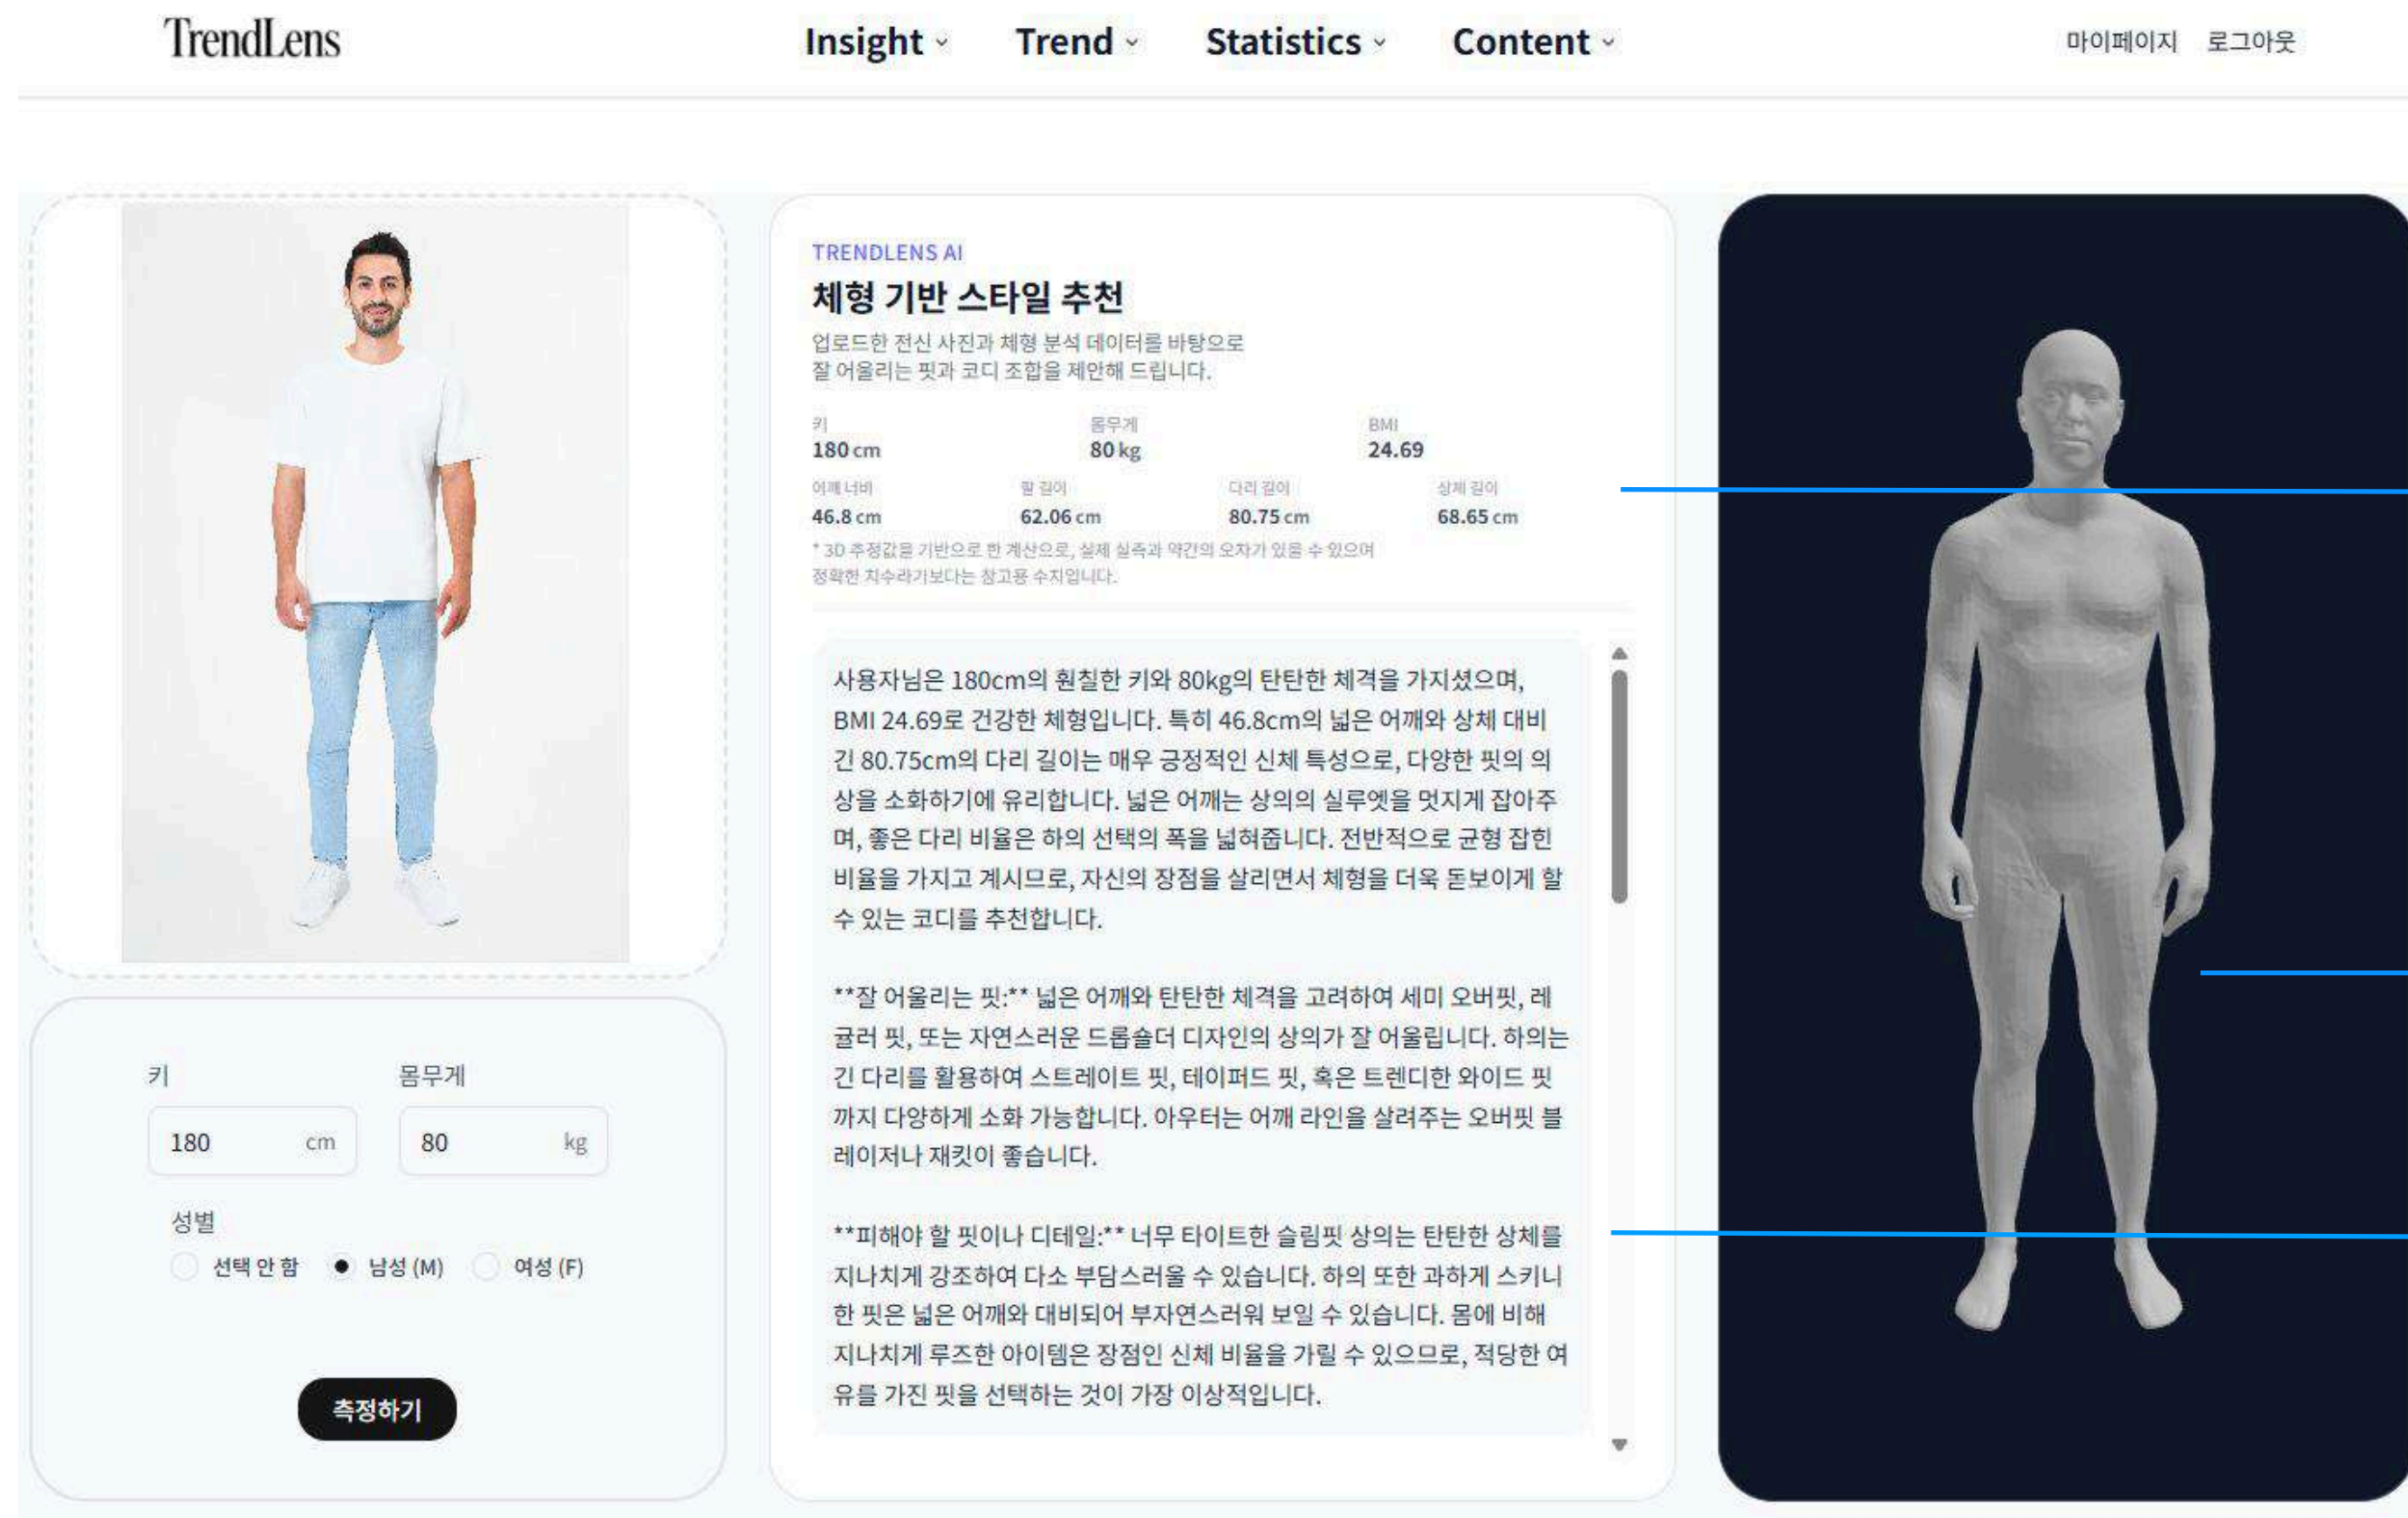 TrendLens
Insight
Trend
Statistics
Content
마이페이지
로그아웃
키
몸무게
180 cm
80 kg
성별
선택 안 함
남성 (M)
여성 (F)
측정하기
TRENDLENS AI
체형 기반 스타일 추천
업로드한 전신 사진과 체형 분석 데이터를 바탕으로
잘 어울리는 핏과 코디 조합을 제안해 드립니다.
키
몸무게
BMI
180 cm
80 kg
24.69
어깨 너비
팔 길이
다리 길이
상체 길이
46.8 cm
62.06 cm
80.75 cm
68.65 cm
* 3D 추정값을 기반으로 한 계산으로, 실제 실측과 약간의 오차가 있을 수 있으며
정확한 치수라기보다는 참고용 수치입니다.
사용자님은 180cm의 훤칠한 키와 80kg의 탄탄한 체격을 가지셨으며,
BMI 24.69로 건강한 체형입니다. 특히 46.8cm의 넓은 어깨와 상체 대비
긴 80.75cm의 다리 길이는 매우 긍정적인 신체 특성으로, 다양한 핏의 의
상을 소화하기에 유리합니다. 넓은 어깨는 상의의 실루엣을 멋지게 잡아주
며, 좋은 다리 비율은 하의 선택의 폭을 넓혀줍니다. 전반적으로 균형 잡힌
비율을 가지고 계시므로, 자신의 장점을 살리면서 체형을 더욱 돋보이게 할
수 있는 코디를 추천합니다.
**잘 어울리는 핏:** 넓은 어깨와 탄탄한 체격을 고려하여 세미 오버핏, 레
귤러 핏, 또는 자연스러운 드롭숄더 디자인의 상의가 잘 어울립니다. 하의는
긴 다리를 활용하여 스트레이트 핏, 테이퍼드 핏, 혹은 트렌디한 와이드 핏
까지 다양하게 소화 가능합니다. 아우터는 어깨 라인을 살려주는 오버핏 블
레이저나 재킷이 좋습니다.
**피해야 할 핏이나 디테일:** 너무 타이트한 슬림핏 상의는 탄탄한 상체를
지나치게 강조하여 다소 부담스러울 수 있습니다. 하의 또한 과하게 스키니
한 핏은 넓은 어깨와 대비되어 부자연스러워 보일 수 있습니다. 몸에 비해
지나치게 루즈한 아이템은 장점인 신체 비율을 가릴 수 있으므로, 적당한 여
유를 가진 핏을 선택하는 것이 가장 이상적입니다.